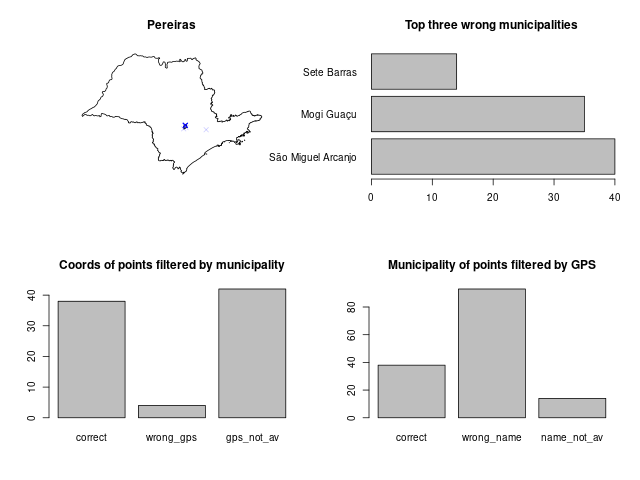 Pereiras
Top three wrong municipalities
Sete Barras
Mogi Guaçu
São Miguel Arcanjo
0 10 20 30 40
Coords of points filtered by municipality
0 10 20 30 40
correct wrong_gps gps_not_av
Municipality of points filtered by GPS
0 20 40 60 80
correct wrong_name name_not_av